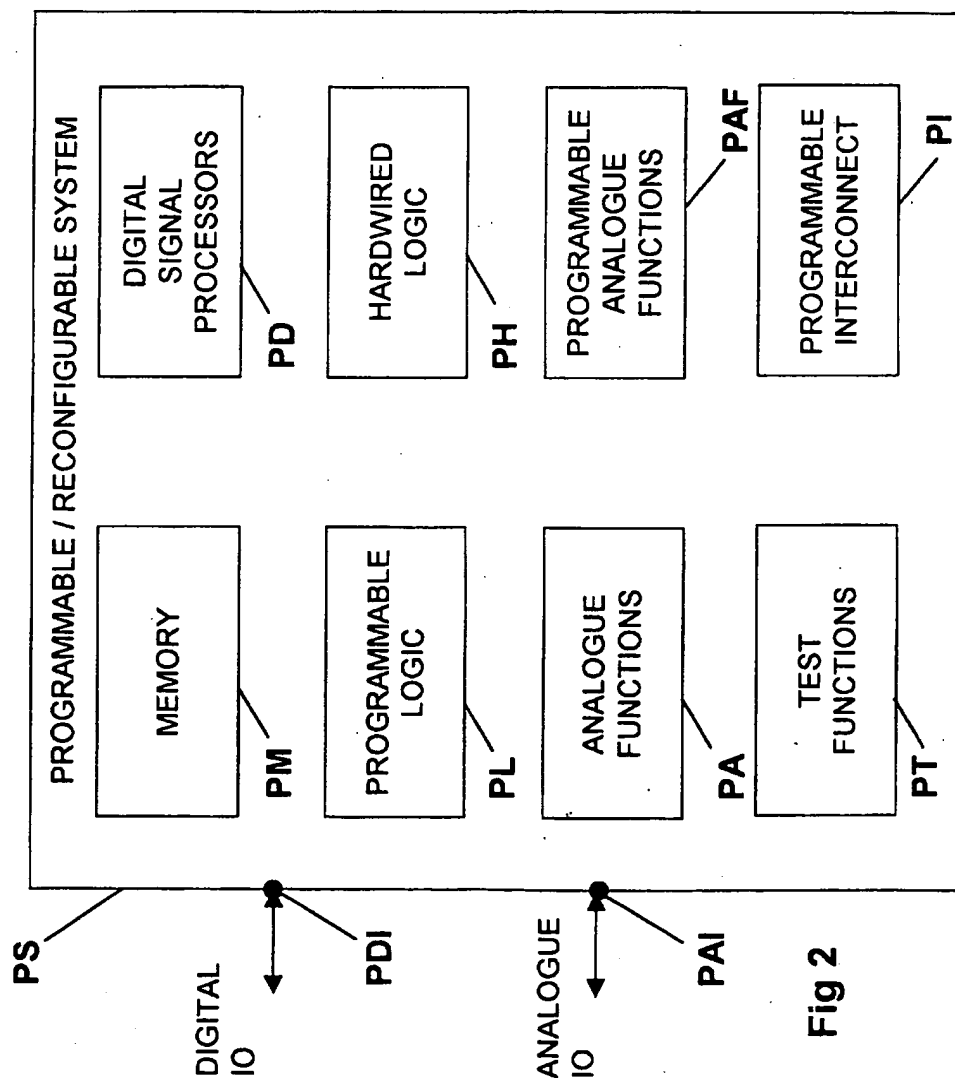 PROGRAMMABLE / RECONFIGURABLE SYSTEM
PS
DIGITAL
IO
PDI
ANALOGUE
IO
PAI
MEMORY
PM
DIGITAL
SIGNAL
PROCESSORS
PD
PROGRAMMABLE
LOGIC
PL
HARDWIRED
LOGIC
PH
ANALOGUE
FUNCTIONS
PA
PROGRAMMABLE
ANALOGUE
FUNCTIONS
PAF
TEST
FUNCTIONS
PT
PROGRAMMABLE
INTERCONNECT
PI
Fig 2